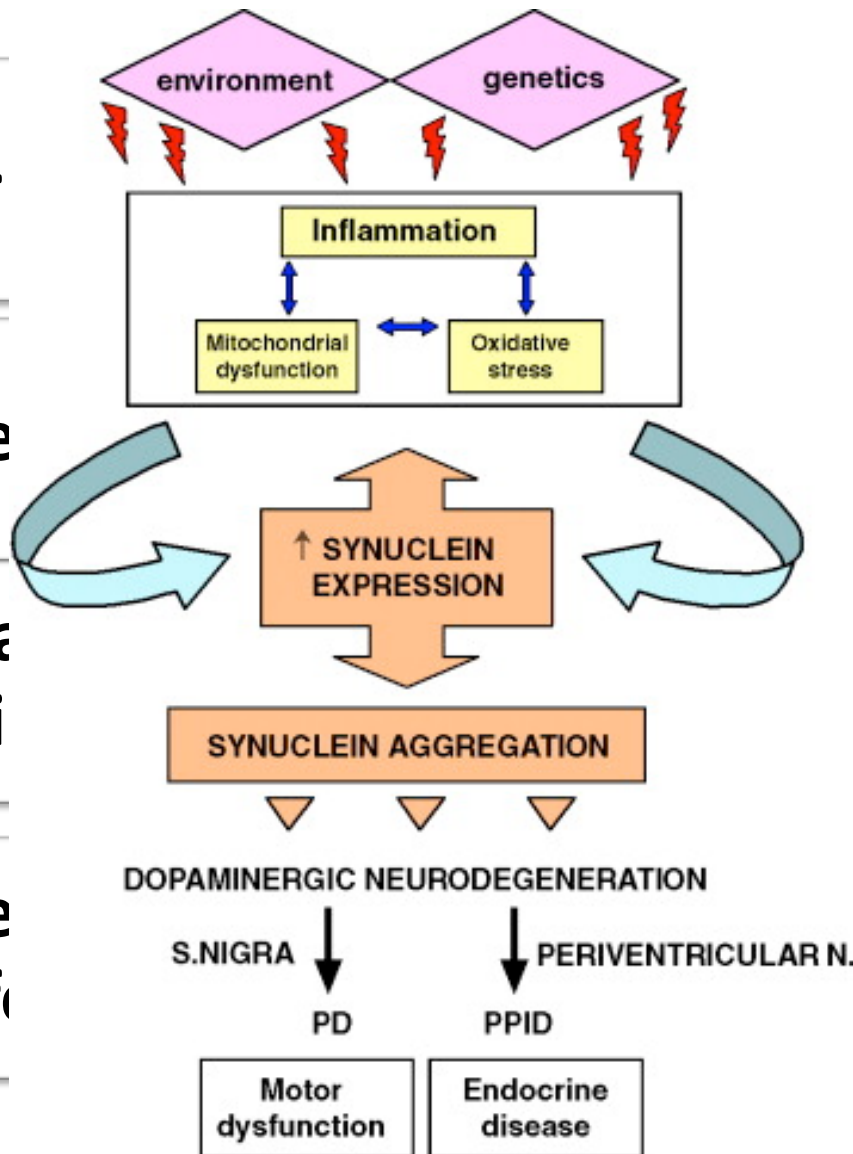 environment genetics
Inflammation
Mitochondrial
dysfunction
Oxidative
stress
↑ SYNUCLEIN
EXPRESSION
SYNUCLEIN AGGREGATION
DOPAMINERGIC NEURODEGENERATION
S.NIGRA PERIVENTRICULAR N.
PD PPID
Motor
dysfunction
Endocrine
disease